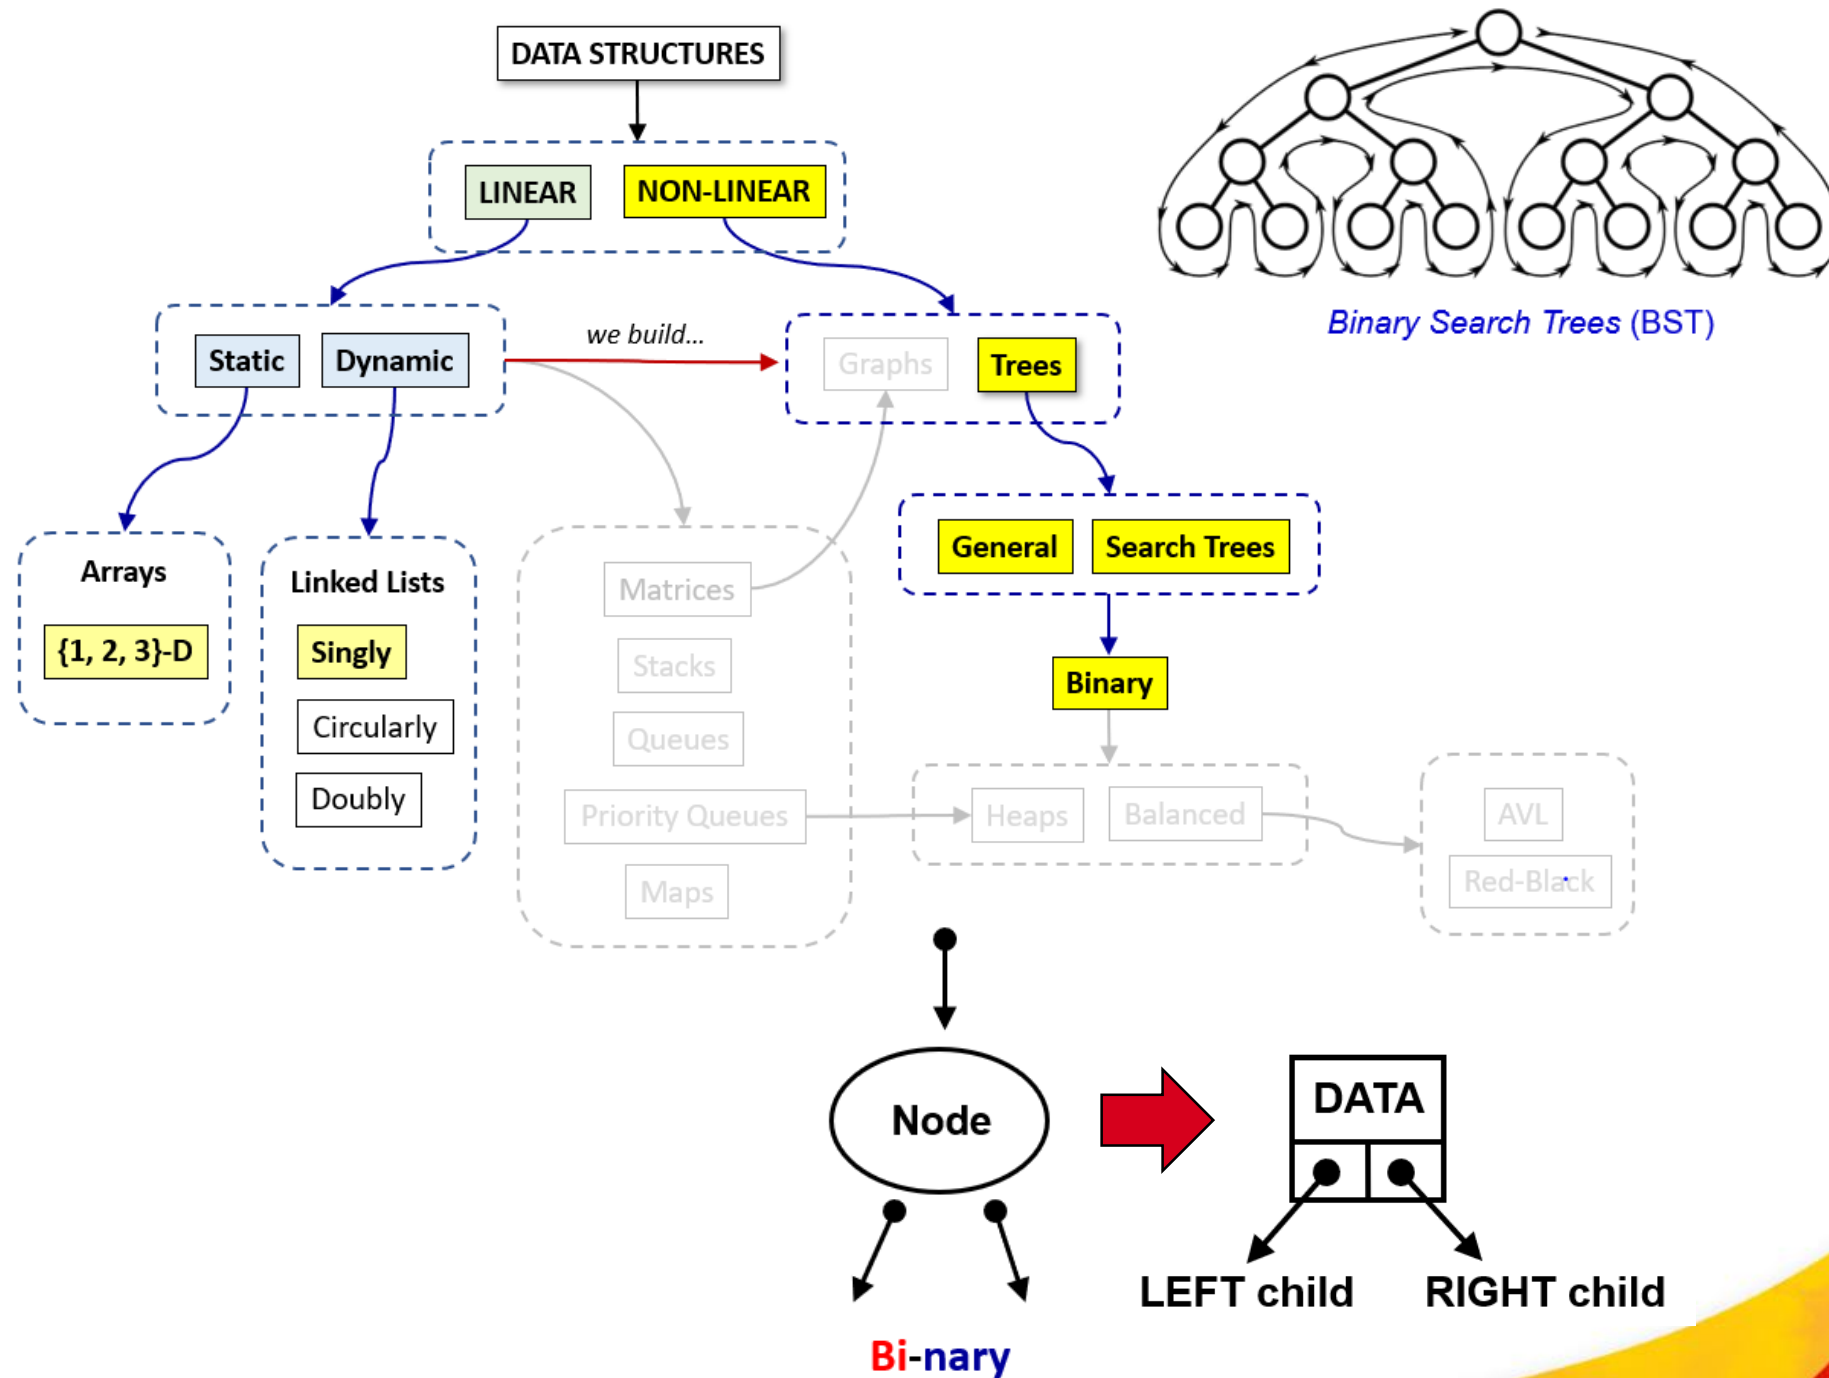 DATA STRUCTURES
LINEAR
NON-LINEAR
Binary Search Trees (BST)
Static
Dynamic
we build...
Graphs
Trees
General
Search Trees
Arrays
{1, 2, 3}-D
Linked Lists
Singly
Circularly
Doubly
Matrices
Stacks
Queues
Priority Queues
Maps
Binary
Heaps
Balanced
AVL
Red-Black
Node
DATA
LEFT child
RIGHT child
Bi-nary